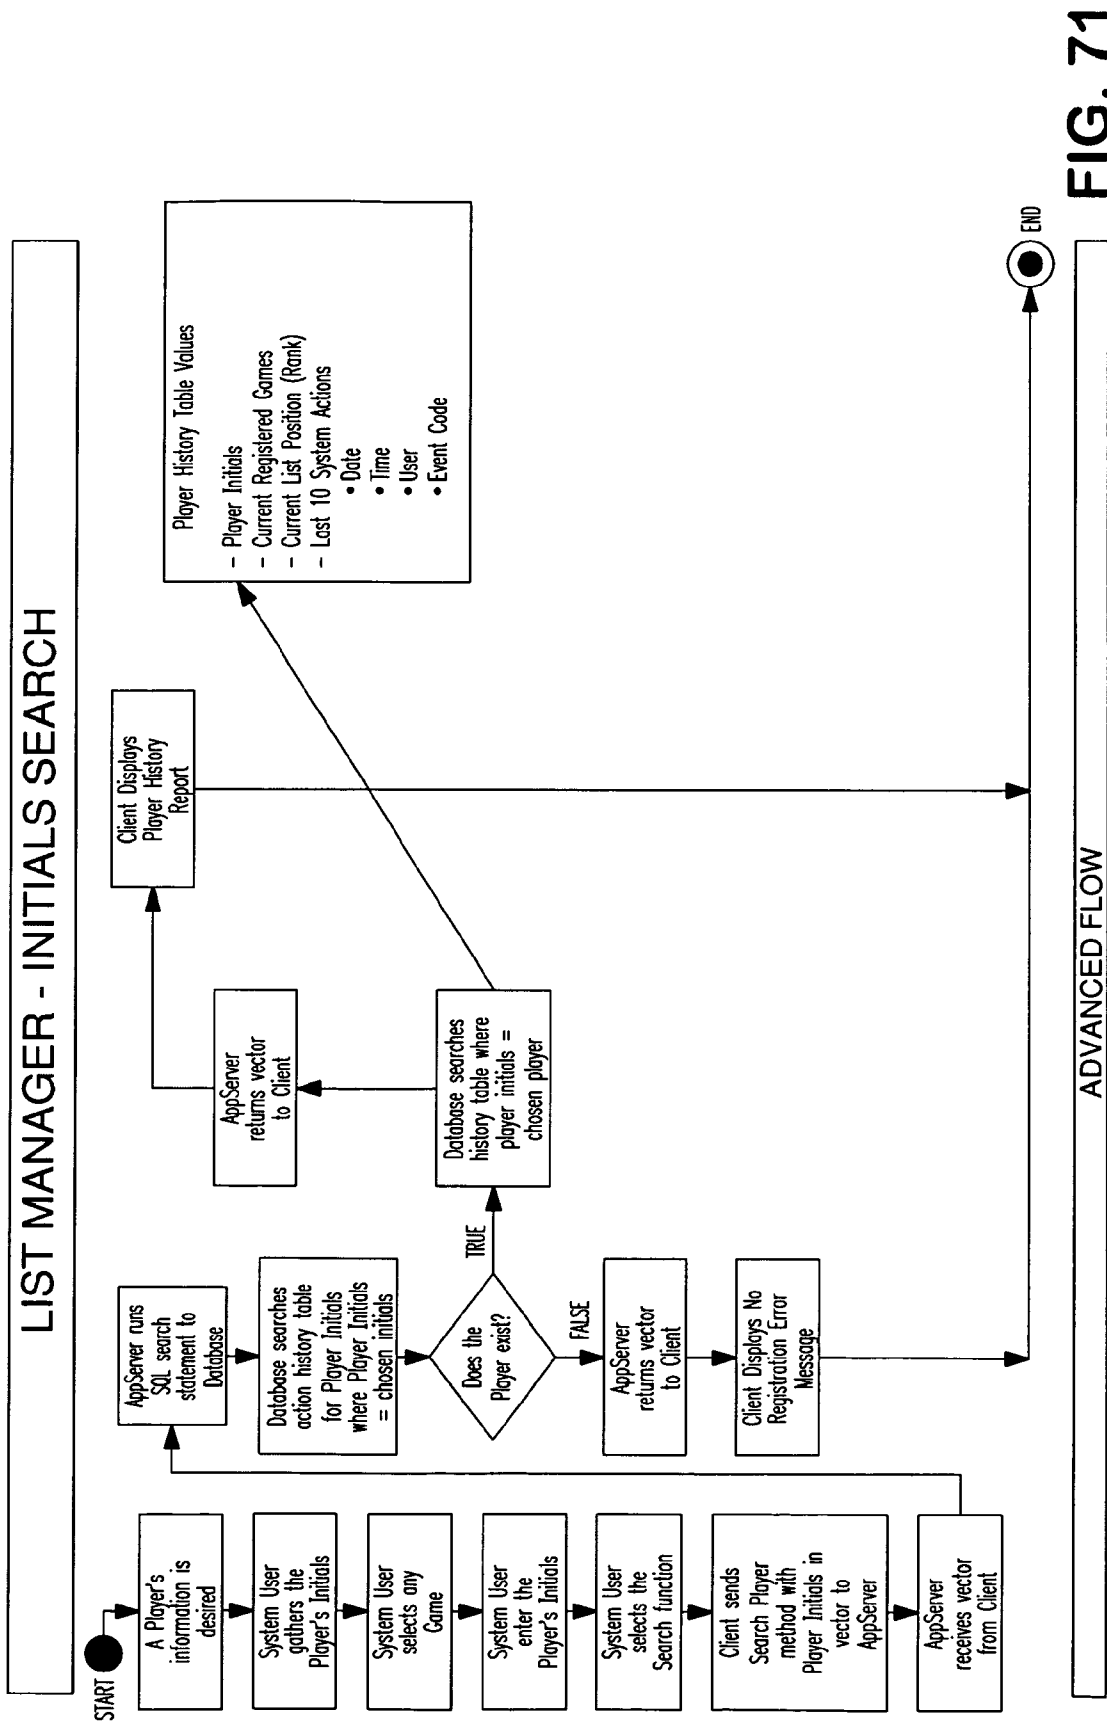 LIST MANAGER - INITIALS SEARCH
START
A Player's
information is
desired
System User
gathers the
Player's Initials
System User
selects any
Game
System User
enter the
Player's Initials
System User
selects the
Search function
Client sends
Search Player
method with
Player Initials in
vector to
AppServer
AppServer
receives vector
from Client
AppServer runs
SQL search
statement to
Database
Database searches
action history table
for Player Initials
where Player Initials
= chosen initials
Does the
Player exist?
TRUE
FALSE
AppServer
returns vector
to Client
Client Displays No
Registration Error
Message
Database searches
history table where
player initials =
chosen player
AppServer
returns vector
to Client
Client Displays
Player History
Report
Player History Table Values
- Player Initials
- Current Registered Games
- Current List Position (Rank)
- Last 10 System Actions
• Date
• Time
• User
• Event Code
END
ADVANCED FLOW
FIG. 71